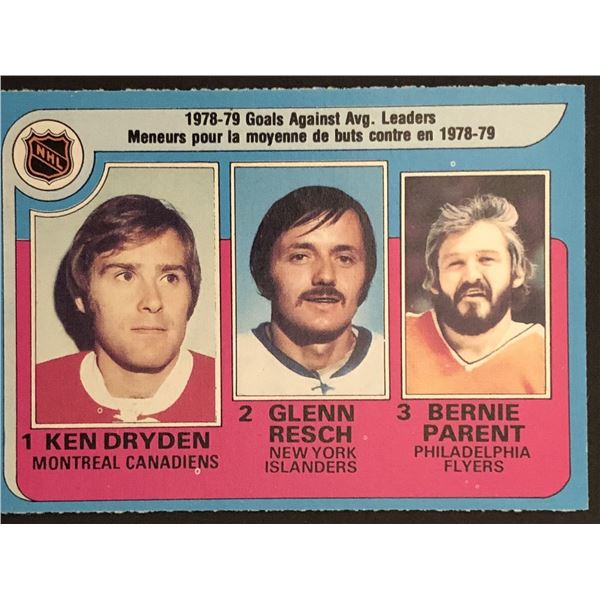 1978-79 Goals Against Avg. Leaders
Meneurs pour la moyenne de buts contre en 1978-79
NHL
1 KEN DRYDEN
MONTREAL CANADIENS
2 GLENN
RESCH
NEW YORK
ISLANDERS
3 BERNIE
PARENT
PHILADELPHIA
FLYERS